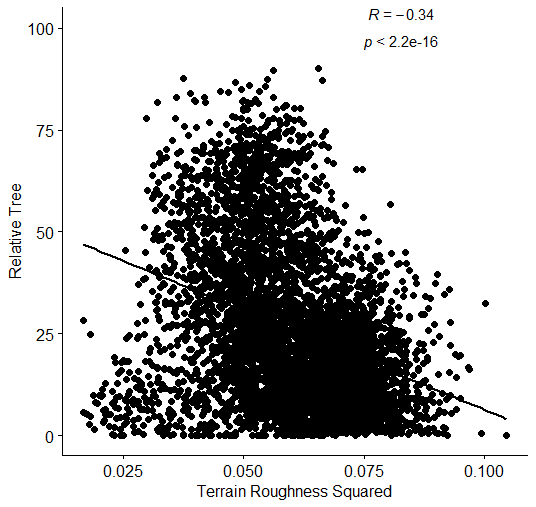 R = −0.34
p < 2.2e-16
100
75
50
25
0
Relative Tree
0.025 0.050 0.075 0.100
Terrain Roughness Squared